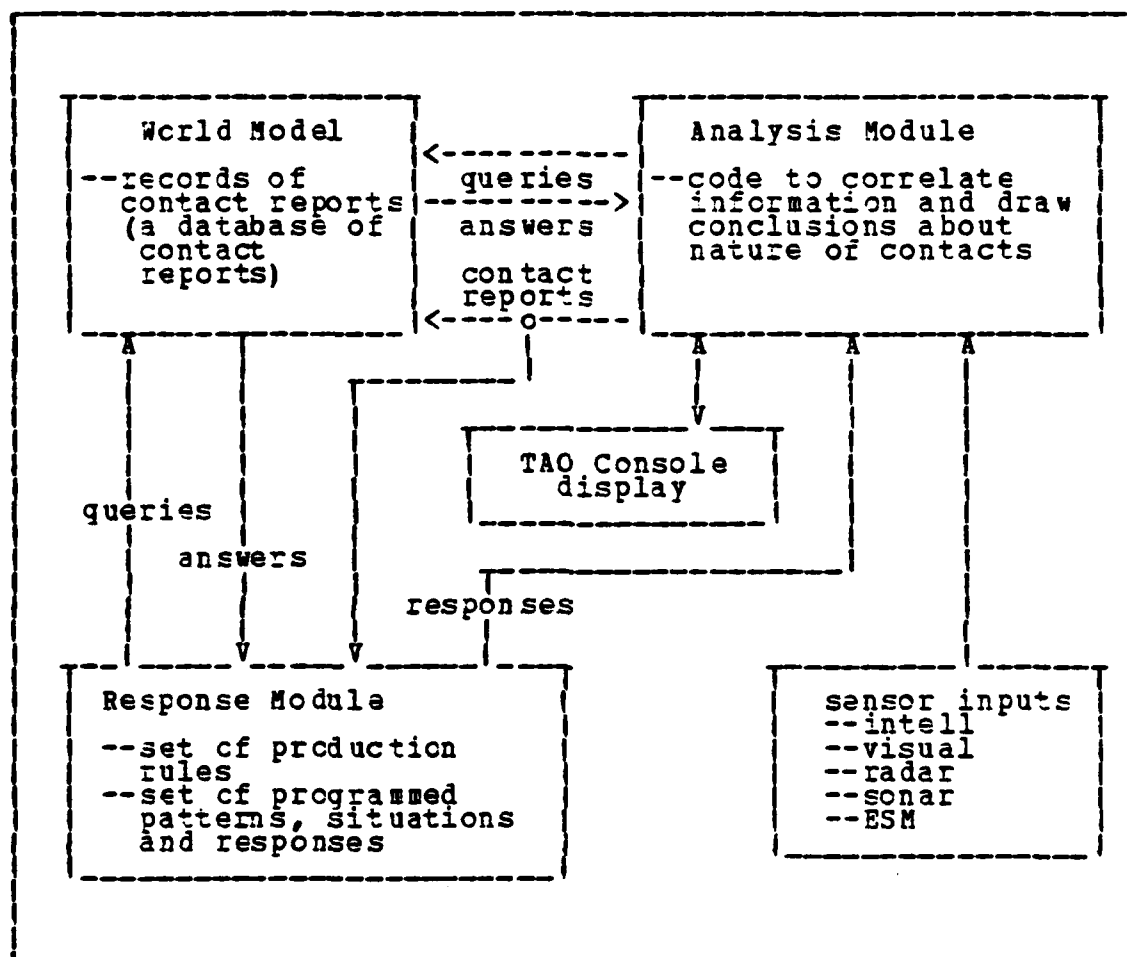 World Model
--records of
contact reports
(a database of
contact
reports)
<---------
queries
--------->
answers
contact
reports
<----o----
Analysis Module
--code to correlate
information and draw
conclusions about
nature of contacts
TAO Console
display
queries
answers
responses
Response Module
--set of production
rules
--set of programmed
patterns, situations
and responses
sensor inputs
--intell
--visual
--radar
--sonar
--ESM